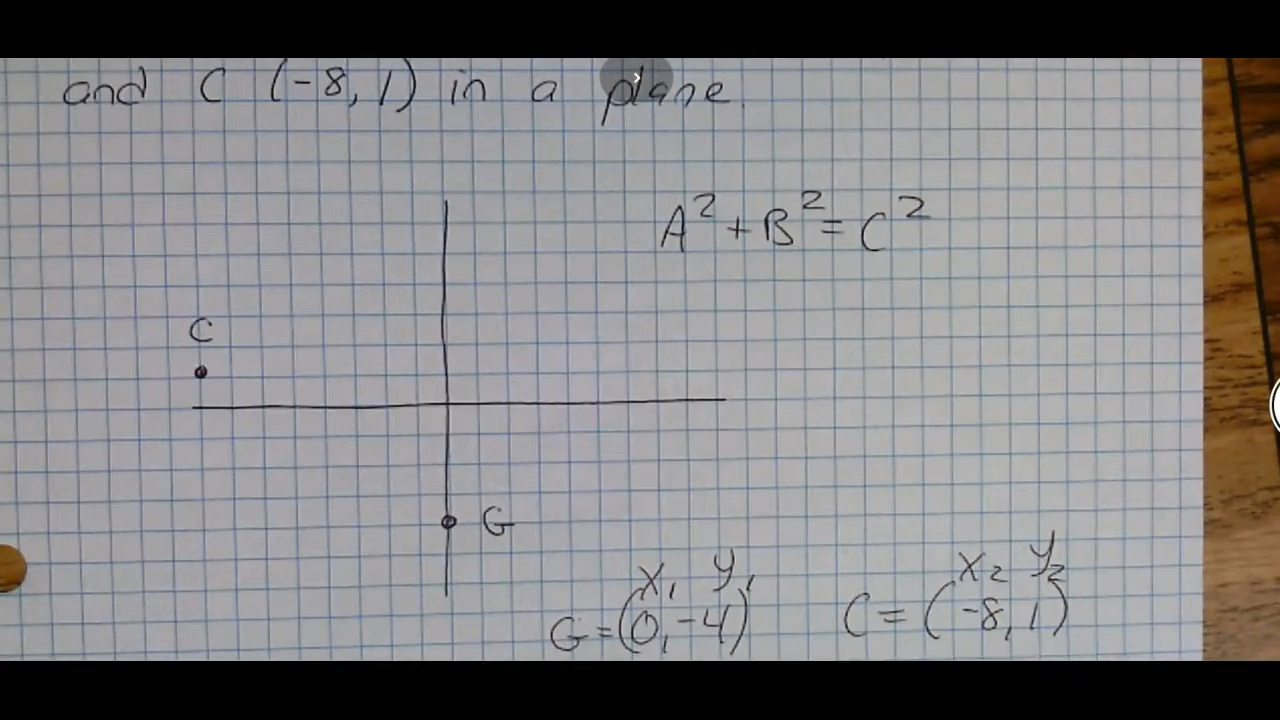 and C (-8, 1) in a plane.
A² + B² = C²
C
G
x₁ y₁
G = (0, -4)
x₂ y₂
C = (-8, 1)